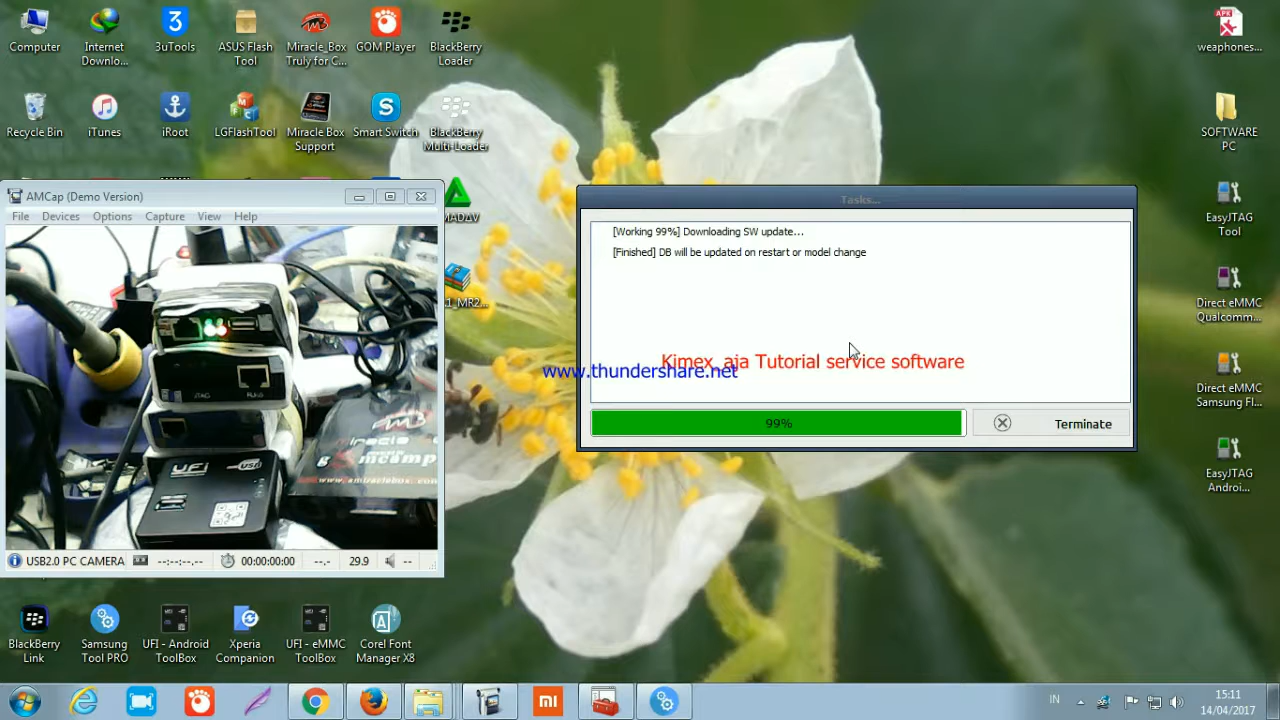 Computer
Internet
Downlo...
3uTools
ASUS Flash
Tool
Miracle_Box
Truly for C...
GOM Player
BlackBerry
Loader
weaphones...
Recycle Bin
iTunes
iRoot
LGFlashTool
Miracle Box
Support
Smart Switch
BlackBerry
Multi-Loader
SOFTWARE
PC
AMCap (Demo Version)
File Devices Options Capture View Help
EasyJTAG
Tool
Direct eMMC
Qualcomm...
Direct eMMC
Samsung Fl...
EasyJTAG
Androi...
Tasks...
[Working 99%] Downloading SW update...
[Finished] DB will be updated on restart or model change
Kimex_aja Tutorial service software
www.thundershare.net
99%
Terminate
UFi
USB
USB2.0 PC CAMERA --:--:--.-- 00:00:00:00 --.- 29.9 --
BlackBerry
Link
Samsung
Tool PRO
UFI - Android
ToolBox
Xperia
Companion
UFI - eMMC
ToolBox
Corel Font
Manager X8
IN
15:11
14/04/2017